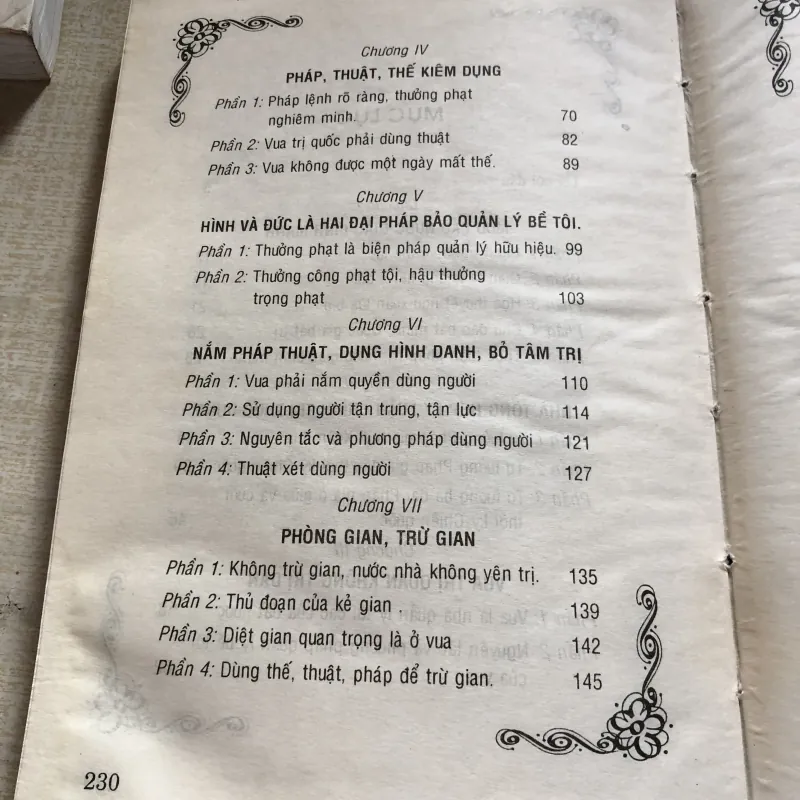 Chương IV
PHÁP, THUẬT, THẾ KIÊM DỤNG
Phần 1: Pháp lệnh rõ ràng, thưởng phạt
nghiêm minh. 70
Phần 2: Vua trị quốc phải dùng thuật 82
Phần 3: Vua không được một ngày mất thế. 89
Chương V
HÌNH VÀ ĐỨC LÀ HAI ĐẠI PHÁP BẢO QUẢN LÝ BỀ TÔI.
Phần 1: Thưởng phạt là biện pháp quản lý hữu hiệu. 99
Phần 2: Thưởng công phạt tội, hậu thưởng
trọng phạt 103
Chương VI
NẮM PHÁP THUẬT, DỤNG HÌNH DANH, BỎ TÂM TRỊ
Phần 1: Vua phải nắm quyền dùng người 110
Phần 2: Sử dụng người tận trung, tận lực 114
Phần 3: Nguyên tắc và phương pháp dùng người 121
Phần 4: Thuật xét dùng người 127
Chương VII
PHÒNG GIAN, TRỪ GIAN
Phần 1: Không trừ gian, nước nhà không yên trị. 135
Phần 2: Thủ đoạn của kẻ gian . 139
Phần 3: Diệt gian quan trọng là ở vua 142
Phần 4: Dùng thế, thuật, pháp để trừ gian. 145
230